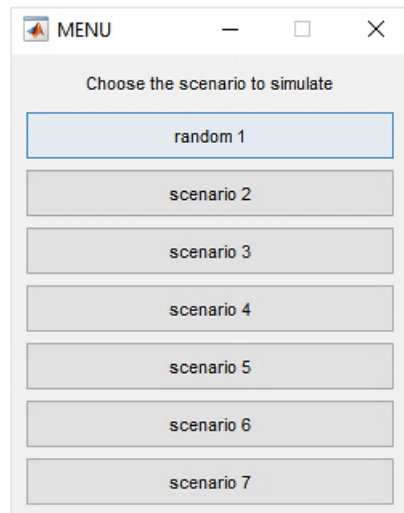 MENU
Choose the scenario to simulate
random 1
scenario 2
scenario 3
scenario 4
scenario 5
scenario 6
scenario 7